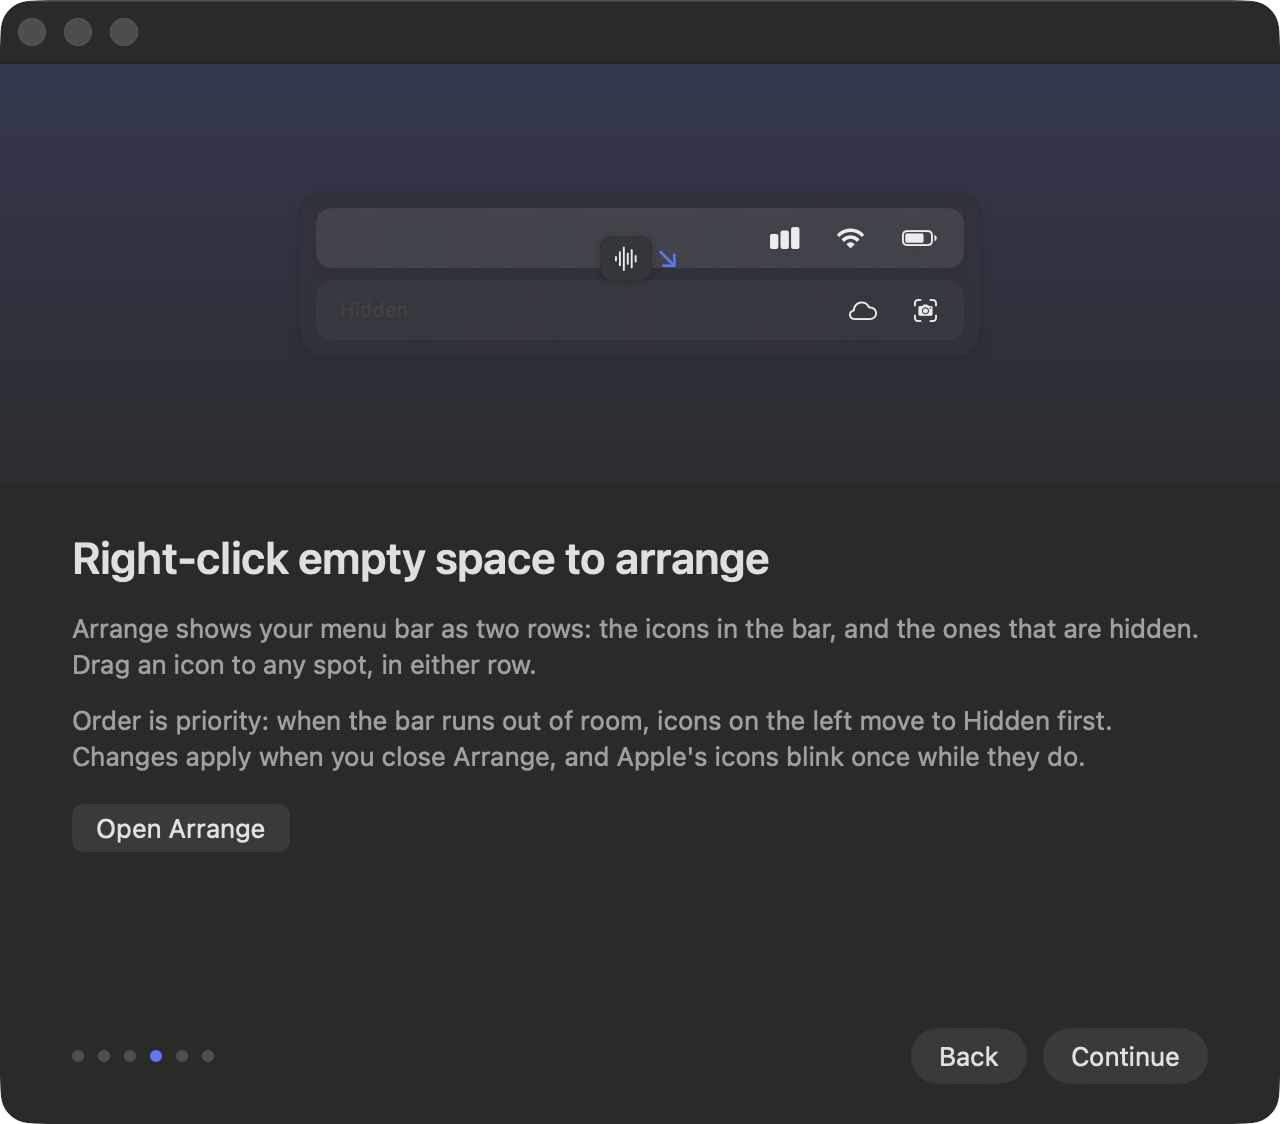 Hidden
Right-click empty space to arrange
Arrange shows your menu bar as two rows: the icons in the bar, and the ones that are hidden.
Drag an icon to any spot, in either row.
Order is priority: when the bar runs out of room, icons on the left move to Hidden first.
Changes apply when you close Arrange, and Apple's icons blink once while they do.
Open Arrange
Back
Continue